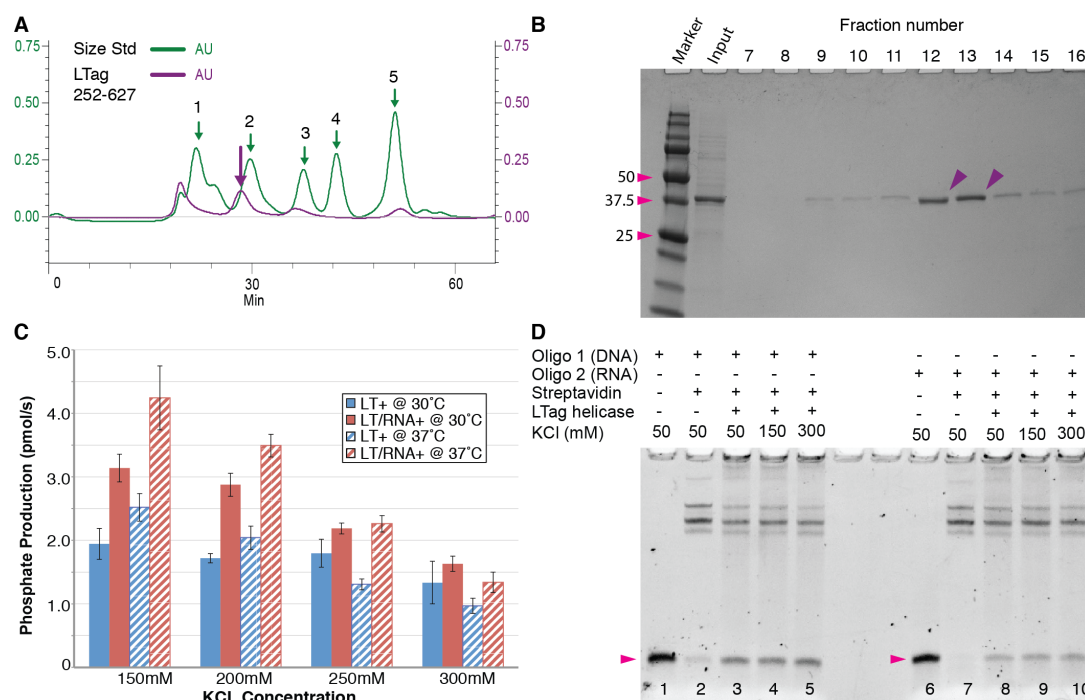 A
0.75
0.50
0.25
0.00
Size Std
AU
LTag
252-627
AU
1
2
3
4
5
0.75
0.50
0.25
0.00
0
30
60
Min
B
Fraction number
Marker
Input
7
8
9
10
11
12
13
14
15
16
50
37.5
25
C
Phosphate Production (pmol/s)
5.0
4.0
3.0
2.0
1.0
0
LT+ @ 30˚C
LT/RNA+ @ 30˚C
LT+ @ 37˚C
LT/RNA+ @ 37˚C
150mM
200mM
250mM
300mM
KCL Concentration
D
Oligo 1 (DNA) + + + + + - - - - -
Oligo 2 (RNA) - - - - - + + + + +
Streptavidin - + + + + - + + + +
LTag helicase - - + + + - - + + +
KCl (mM) 50 50 50 150 300 50 50 50 150 300
1 2 3 4 5 6 7 8 9 10